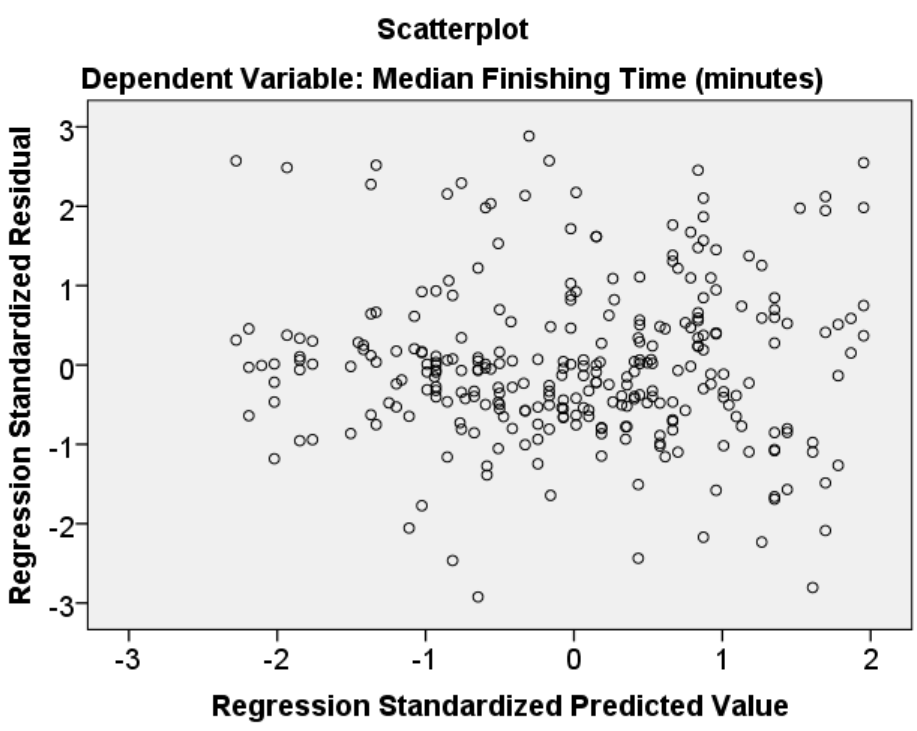 Scatterplot
Dependent Variable: Median Finishing Time (minutes)
Regression Standardized Residual
3
2
1
0
-1
-2
-3
-3 -2 -1 0 1 2
Regression Standardized Predicted Value